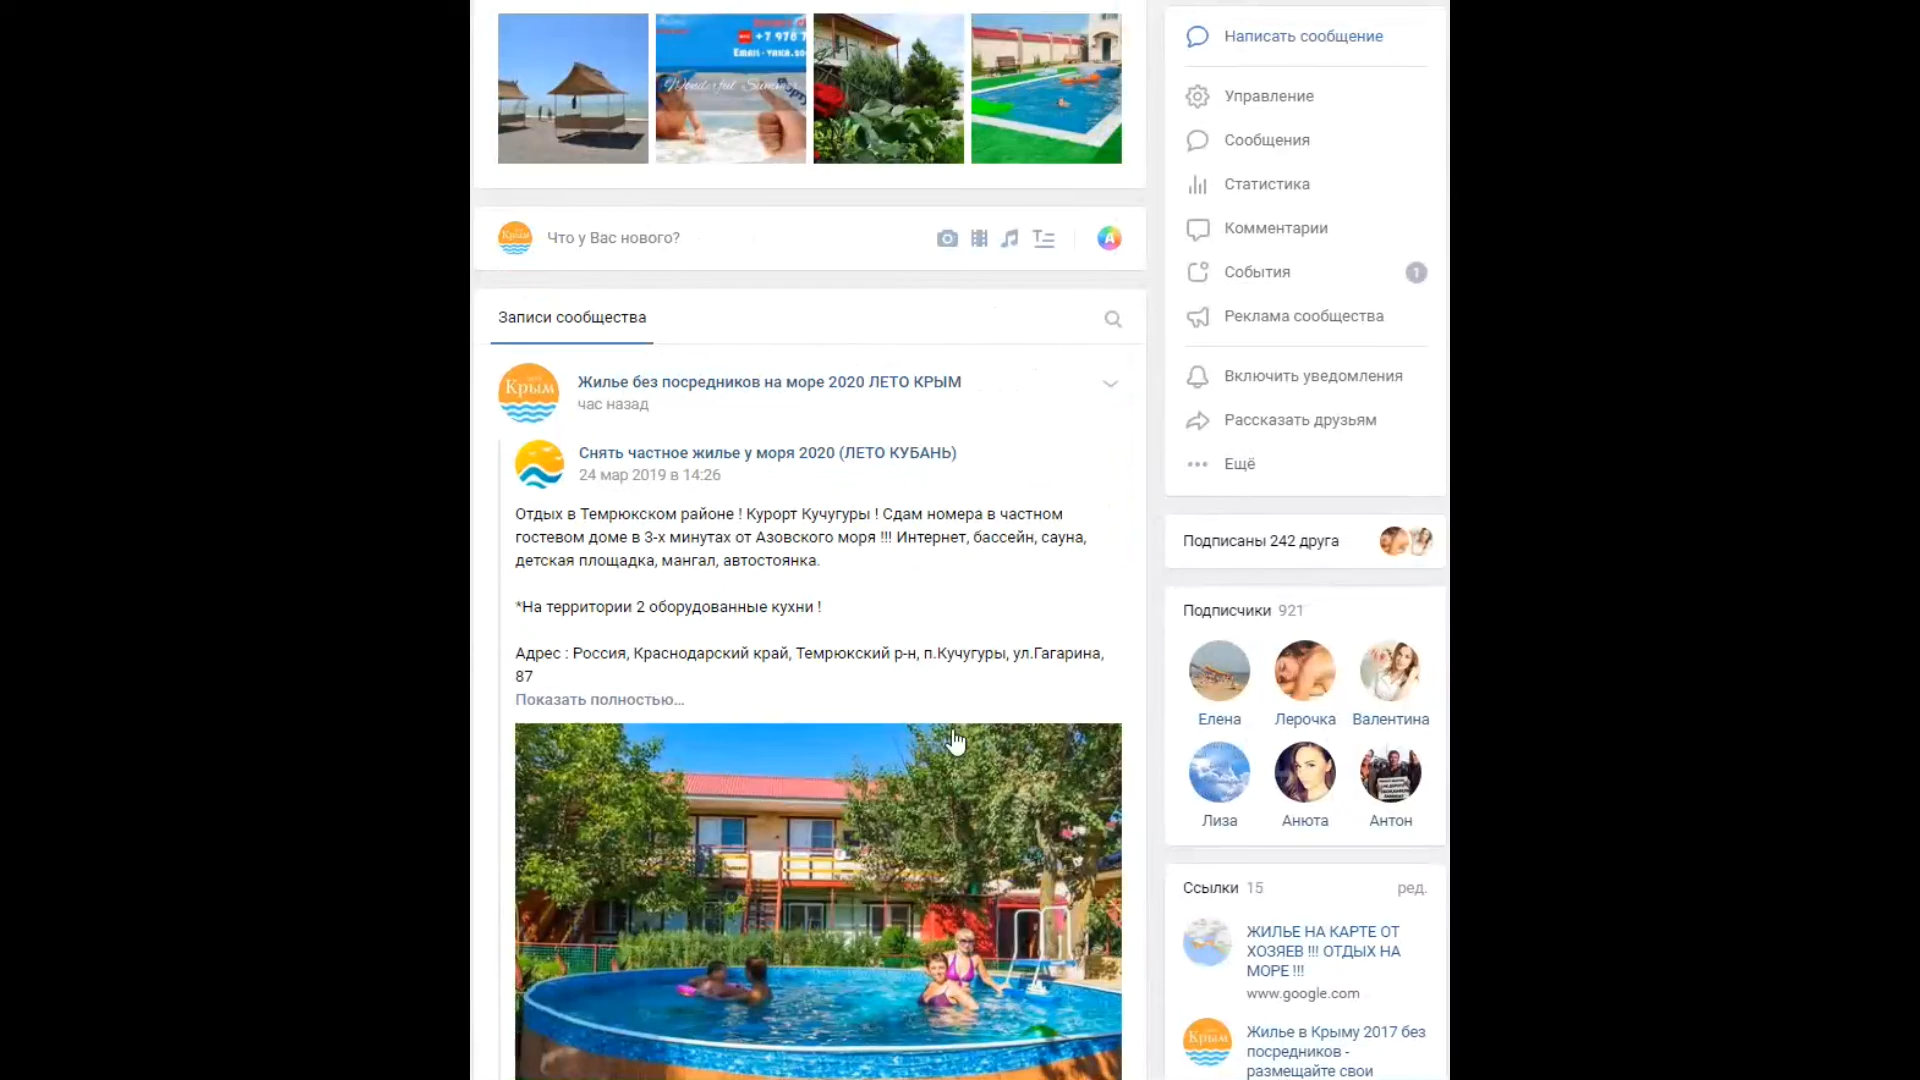 +7 978 7
Email - yaka.so
Wonderful Summer
Крым
Что у Вас нового?
Записи сообщества
Крым
Жилье без посредников на море 2020 ЛЕТО КРЫМ
час назад
Снять частное жилье у моря 2020 (ЛЕТО КУБАНЬ)
24 мар 2019 в 14:26
Отдых в Темрюкском районе ! Курорт Кучугуры ! Сдам номера в частном
гостевом доме в 3-х минутах от Азовского моря !!! Интернет, бассейн, сауна,
детская площадка, мангал, автостоянка.
*На территории 2 оборудованные кухни !
Адрес : Россия, Краснодарский край, Темрюкский р-н, п.Кучугуры, ул.Гагарина,
87
Показать полностью...
Написать сообщение
Управление
Сообщения
Статистика
Комментарии
События 1
Реклама сообщества
Включить уведомления
Рассказать друзьям
Ещё
Подписаны 242 друга
Подписчики 921
Елена Лерочка Валентина
Лиза Анюта Антон
Ссылки 15 ред.
ЖИЛЬЕ НА КАРТЕ ОТ
ХОЗЯЕВ !!! ОТДЫХ НА
МОРЕ !!!
www.google.com
Крым
Жилье в Крыму 2017 без
посредников -
размещайте свои